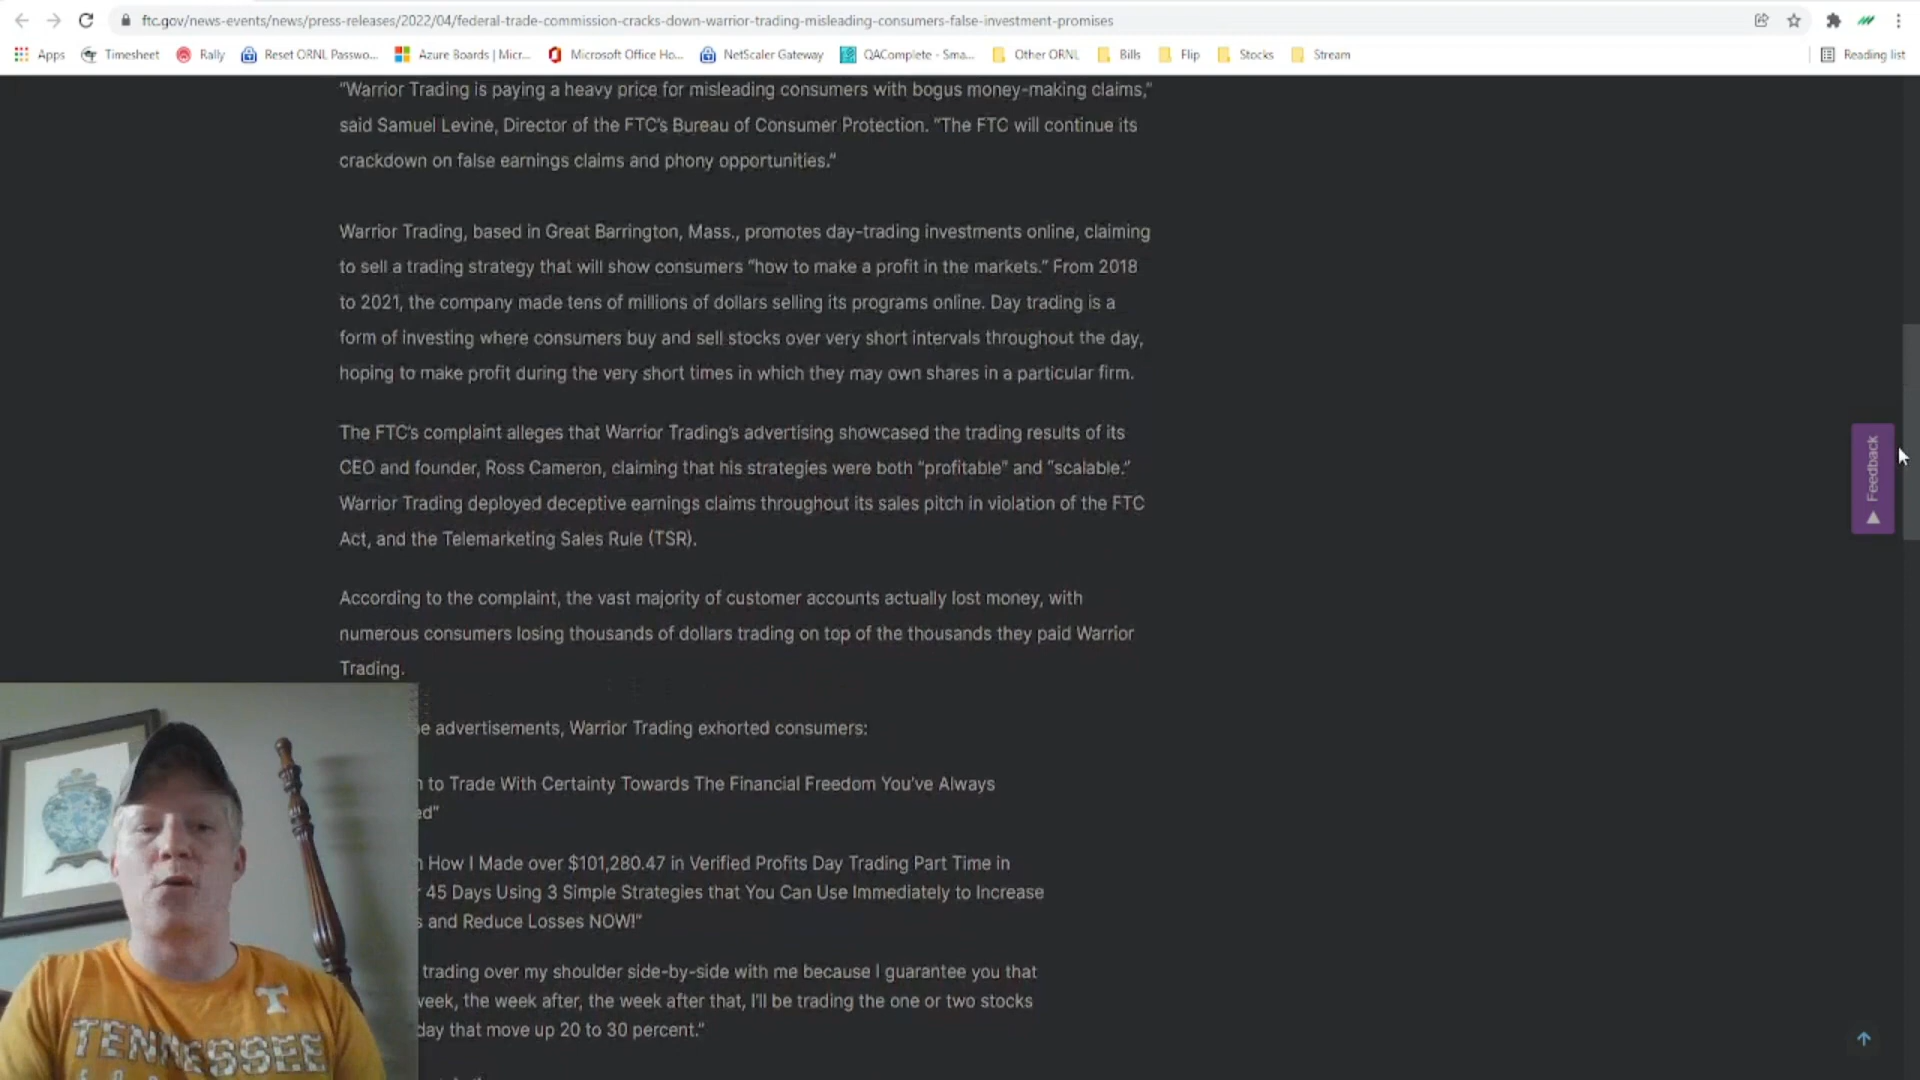 ftc.gov/news-events/news/press-releases/2022/04/federal-trade-commission-cracks-down-warrior-trading-misleading-consumers-false-investment-promises
Apps Timesheet Rally Reset ORNL Passwo... Azure Boards | Micr... Microsoft Office Ho... NetScaler Gateway QAComplete - Sma... Other ORNL Bills Flip Stocks Stream Reading list
"Warrior Trading is paying a heavy price for misleading consumers with bogus money-making claims,"
said Samuel Levine, Director of the FTC's Bureau of Consumer Protection. "The FTC will continue its
crackdown on false earnings claims and phony opportunities."
Warrior Trading, based in Great Barrington, Mass., promotes day-trading investments online, claiming
to sell a trading strategy that will show consumers "how to make a profit in the markets." From 2018
to 2021, the company made tens of millions of dollars selling its programs online. Day trading is a
form of investing where consumers buy and sell stocks over very short intervals throughout the day,
hoping to make profit during the very short times in which they may own shares in a particular firm.
The FTC's complaint alleges that Warrior Trading's advertising showcased the trading results of its
CEO and founder, Ross Cameron, claiming that his strategies were both "profitable" and "scalable."
Warrior Trading deployed deceptive earnings claims throughout its sales pitch in violation of the FTC
Act, and the Telemarketing Sales Rule (TSR).
Feedback
According to the complaint, the vast majority of customer accounts actually lost money, with
numerous consumers losing thousands of dollars trading on top of the thousands they paid Warrior
Trading.
advertisements, Warrior Trading exhorted consumers:
to Trade With Certainty Towards The Financial Freedom You've Always
ed"
How I Made over $101,280.47 in Verified Profits Day Trading Part Time in
45 Days Using 3 Simple Strategies that You Can Use Immediately to Increase
and Reduce Losses NOW!"
trading over my shoulder side-by-side with me because I guarantee you that
week, the week after, the week after that, I'll be trading the one or two stocks
day that move up 20 to 30 percent."
T
TENNESSEE